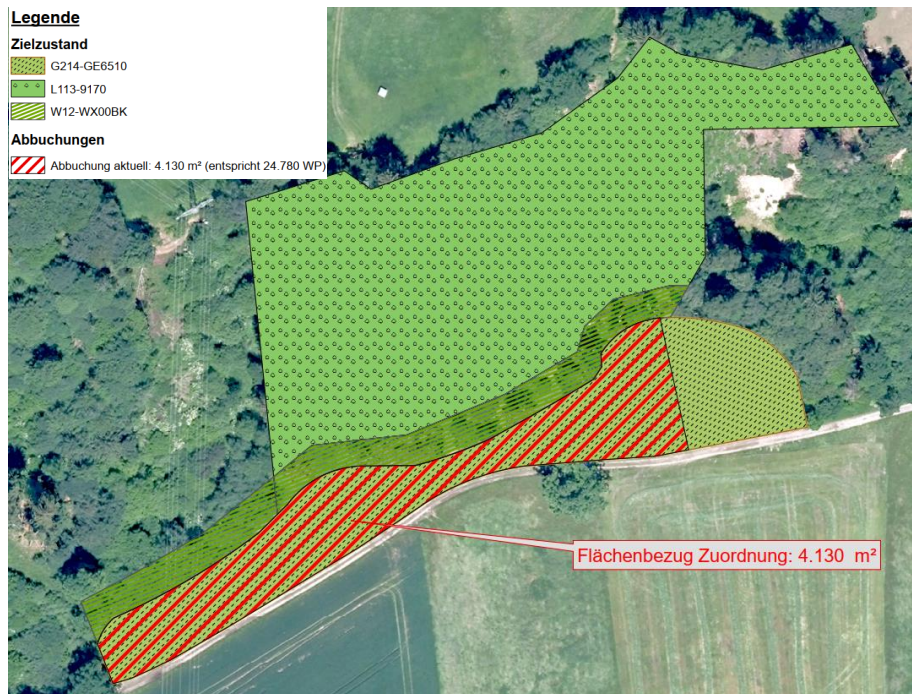 Legende
Zielzustand
G214-GE6510
L113-9170
W12-WX00BK
Abbuchungen
Abbuchung aktuell: 4.130 m² (entspricht 24.780 WP)
Flächenbezug Zuordnung: 4.130 m²